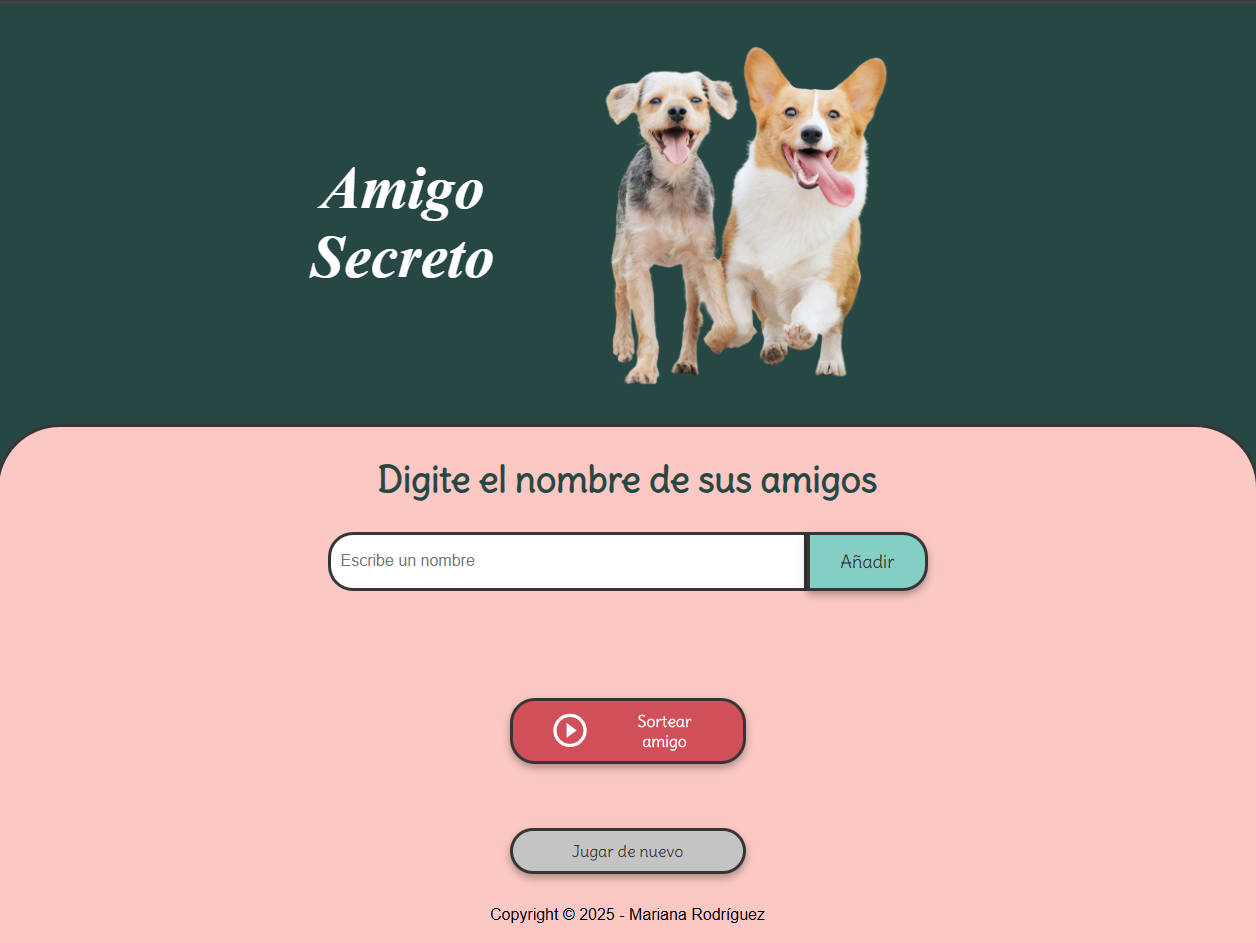 Amigo
Secreto
Digite el nombre de sus amigos
Escribe un nombre
Añadir
Sortear
amigo
Jugar de nuevo
Copyright © 2025 - Mariana Rodríguez